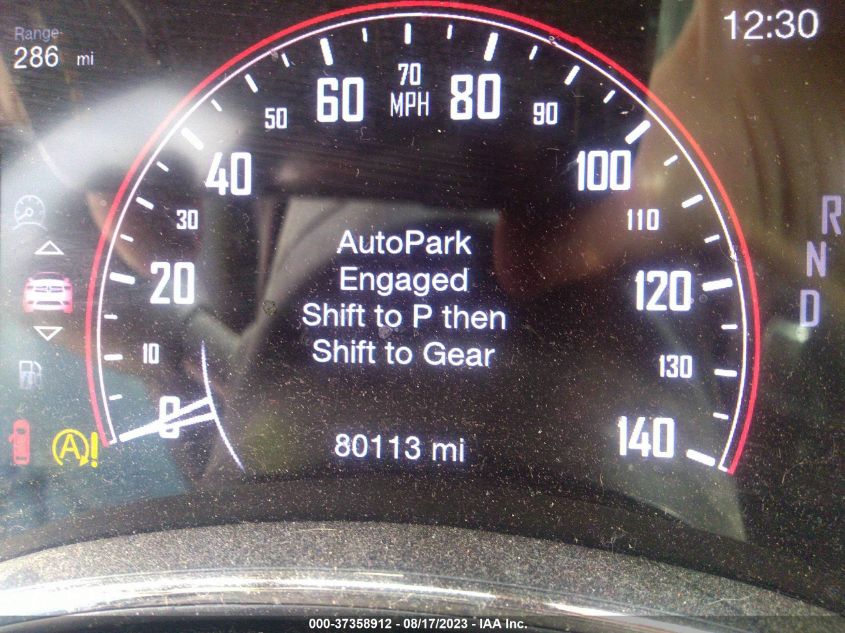 Range
286 mi
12:30
0
10
20
30
40
50
60
70
MPH
80
90
100
110
120
130
140
AutoPark
Engaged
Shift to P then
Shift to Gear
80113 mi
R
N
D
A!
000-37358912 - 08/17/2023 - IAA Inc.